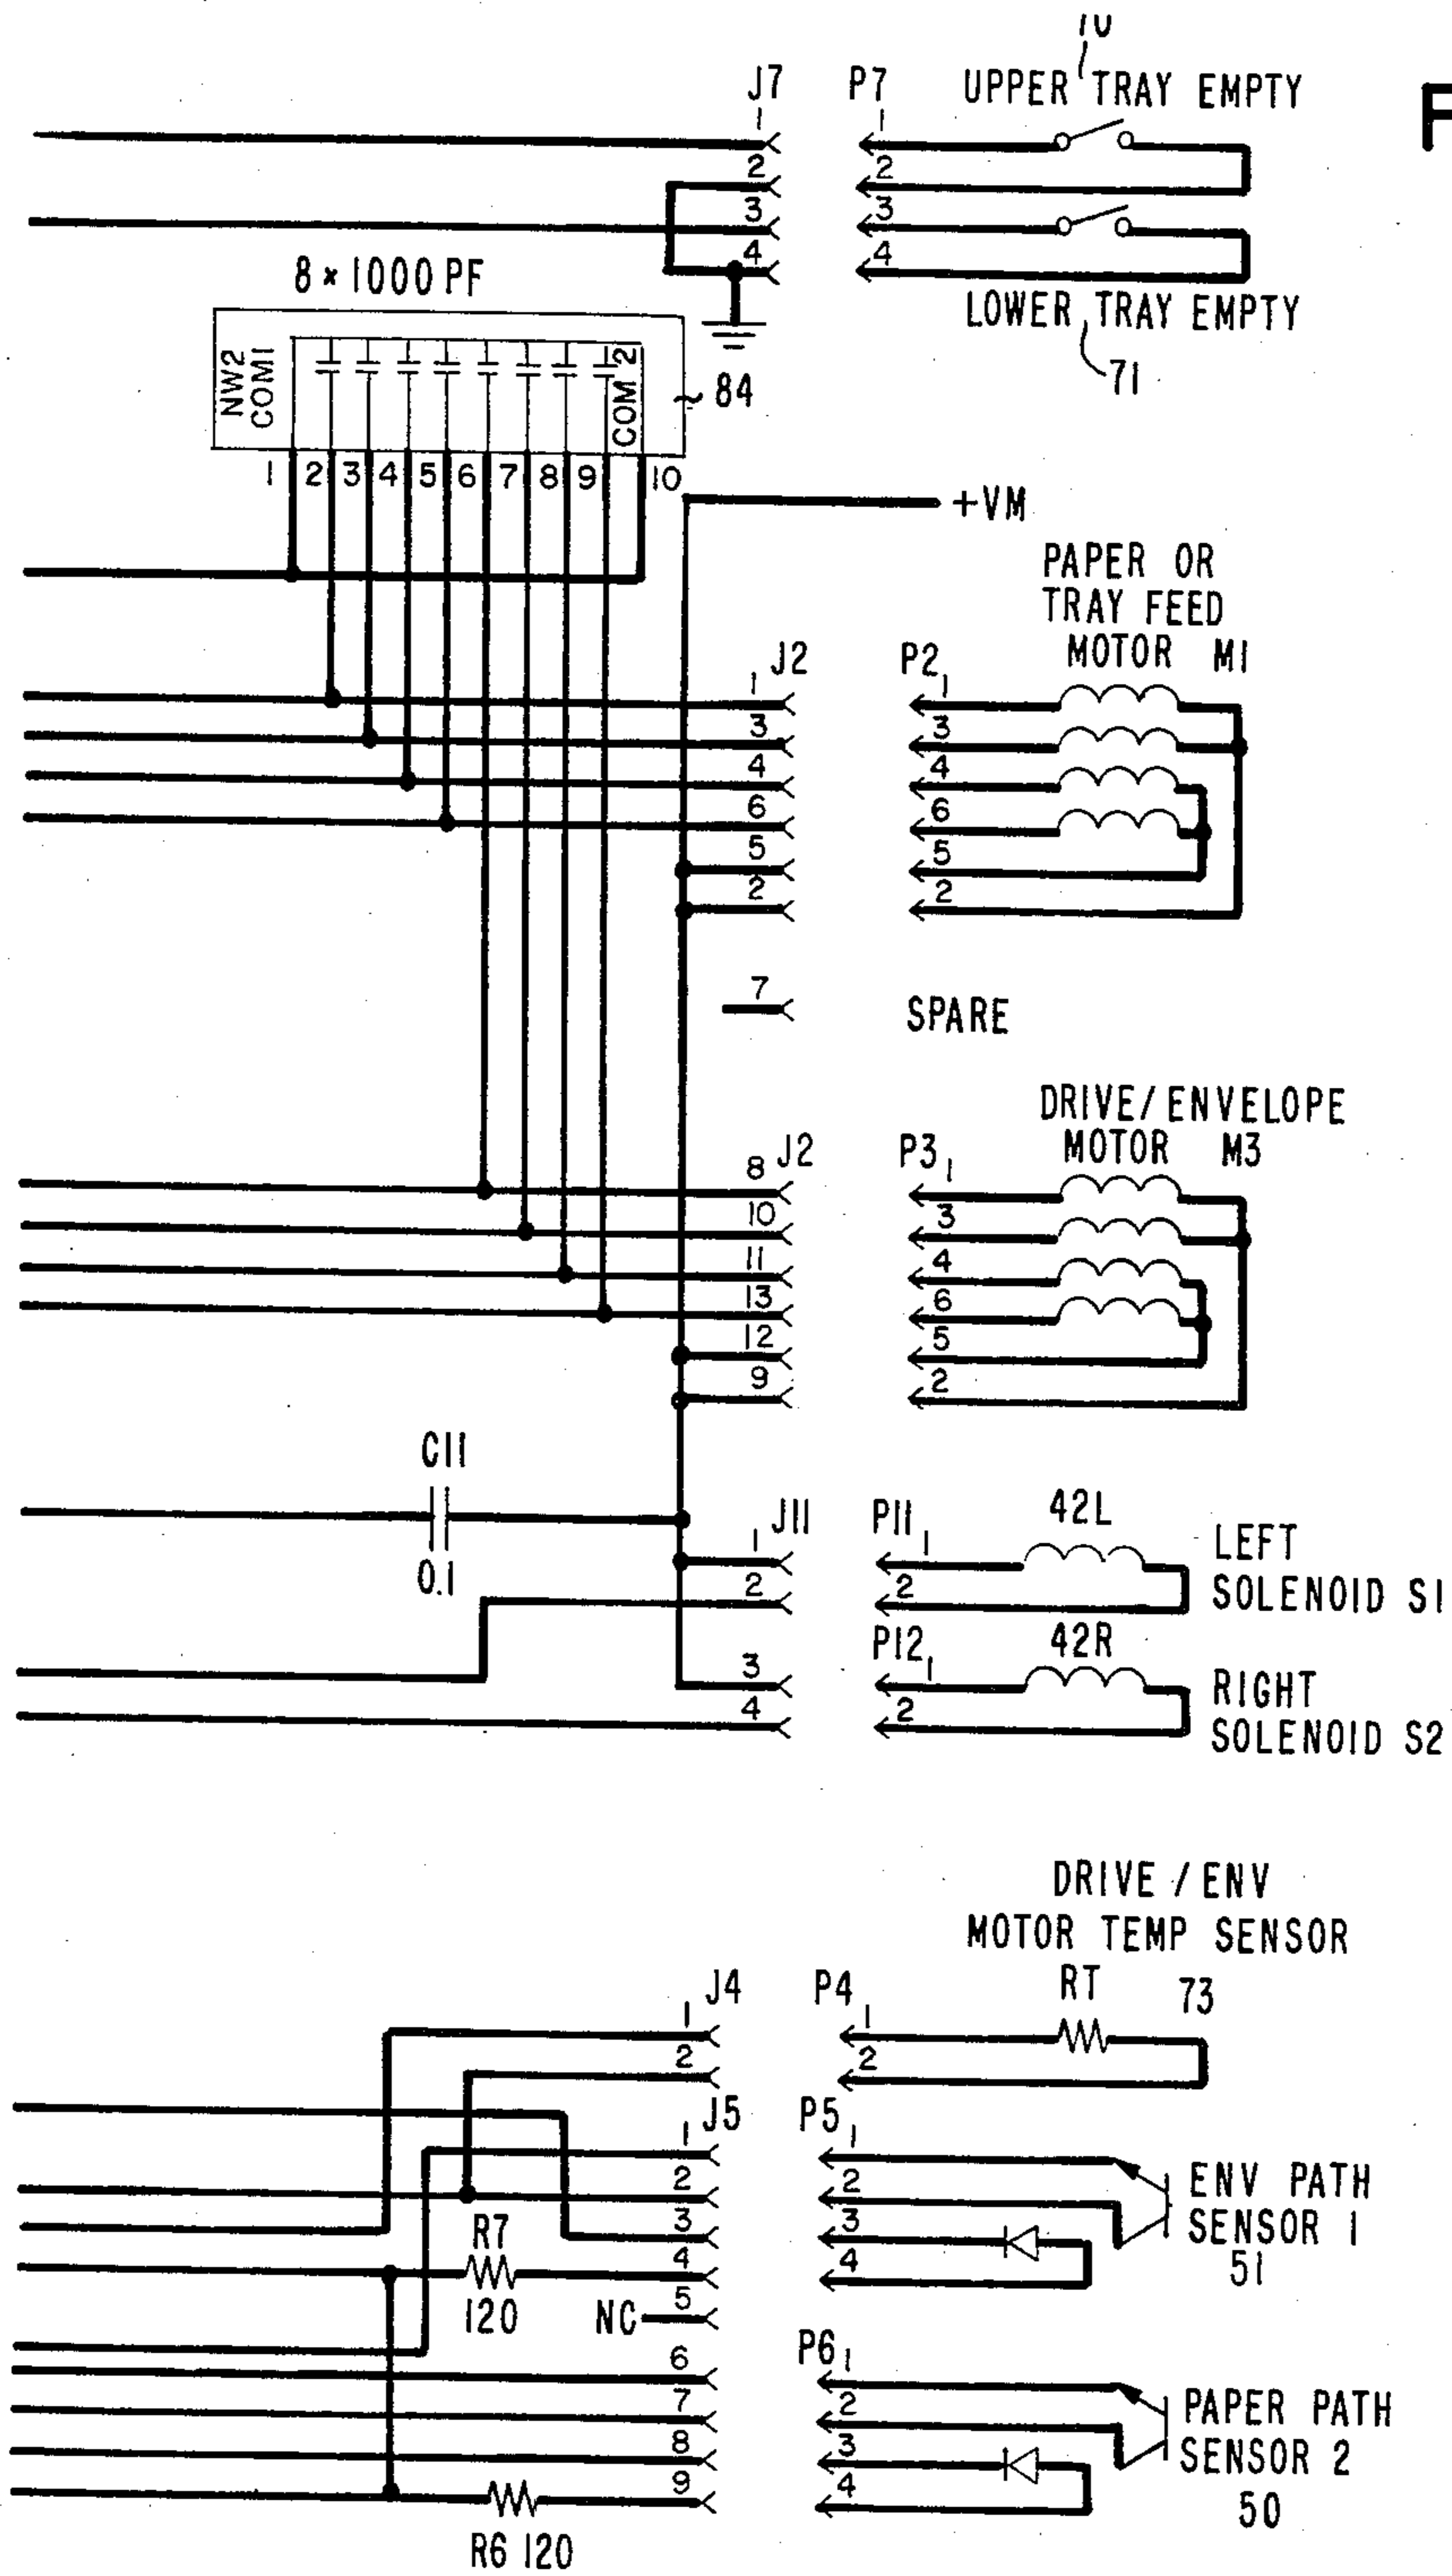 J7 P7 UPPER TRAY EMPTY
1 1
2 2
3 3
4 4
8 × 1000 PF
LOWER TRAY EMPTY
71
NW2
COM1
COM 2
84
1 2 3 4 5 6 7 8 9 10
+VM
PAPER OR
TRAY FEED
MOTOR M1
J2 P2
1 1
3 3
4 4
6 6
5 5
2 2
7 SPARE
DRIVE/ENVELOPE
MOTOR M3
J2 P3
8 1
10 3
11 4
13 6
12 5
9 2
C11
0.1
J11 P11 42L
1 1
2 2
LEFT
SOLENOID S1
P12 42R
3 1
4 2
RIGHT
SOLENOID S2
DRIVE / ENV
MOTOR TEMP SENSOR
J4 P4 RT 73
1 1
2 2
J5 P5
1 1
2 2
3 3
4 4
5
ENV PATH
SENSOR 1
51
R7
120
NC
P6
6 1
7 2
8 3
9 4
PAPER PATH
SENSOR 2
50
R6 120